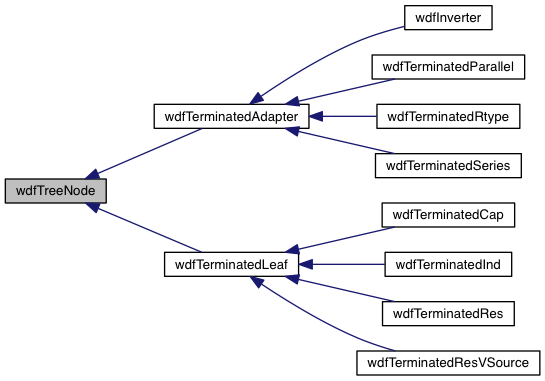 wdfInverter
wdfTerminatedParallel
wdfTerminatedAdapter
wdfTerminatedRtype
wdfTerminatedSeries
wdfTreeNode
wdfTerminatedCap
wdfTerminatedLeaf
wdfTerminatedInd
wdfTerminatedRes
wdfTerminatedResVSource